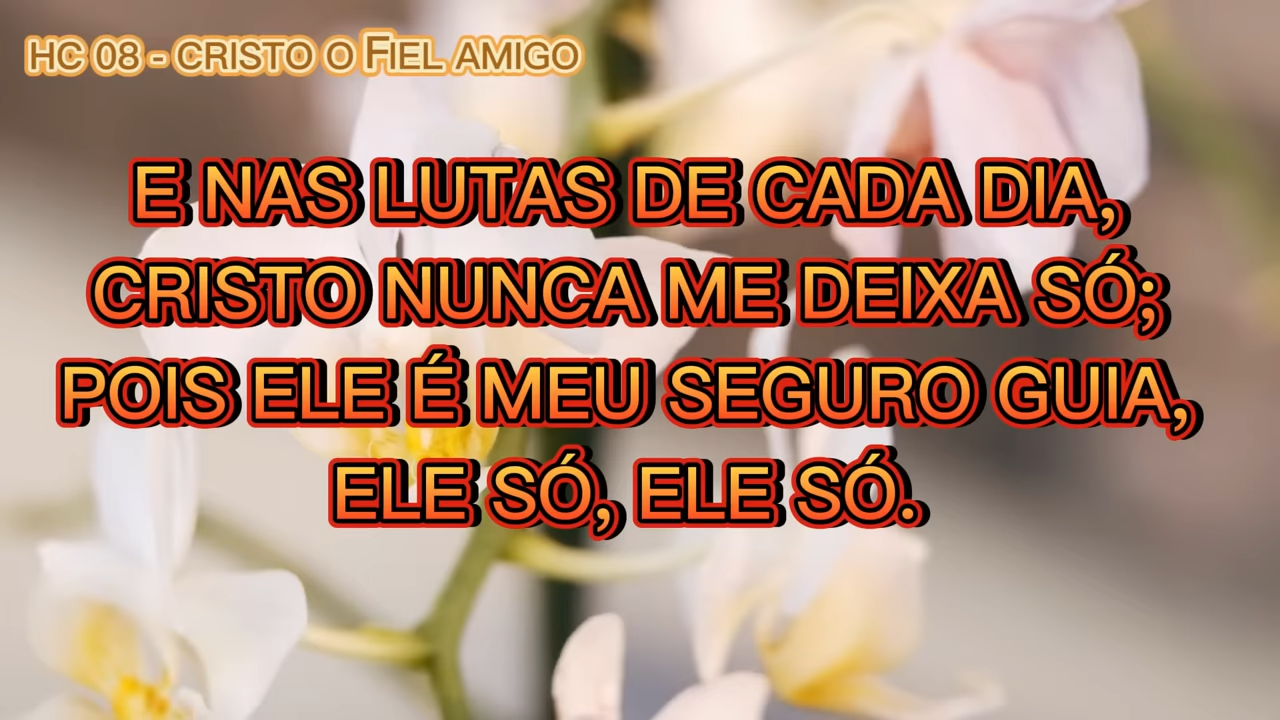 HC 08 - CRISTO O FIEL AMIGO
E NAS LUTAS DE CADA DIA,
CRISTO NUNCA ME DEIXA SÓ;
POIS ELE É MEU SEGURO GUIA,
ELE SÓ, ELE SÓ.